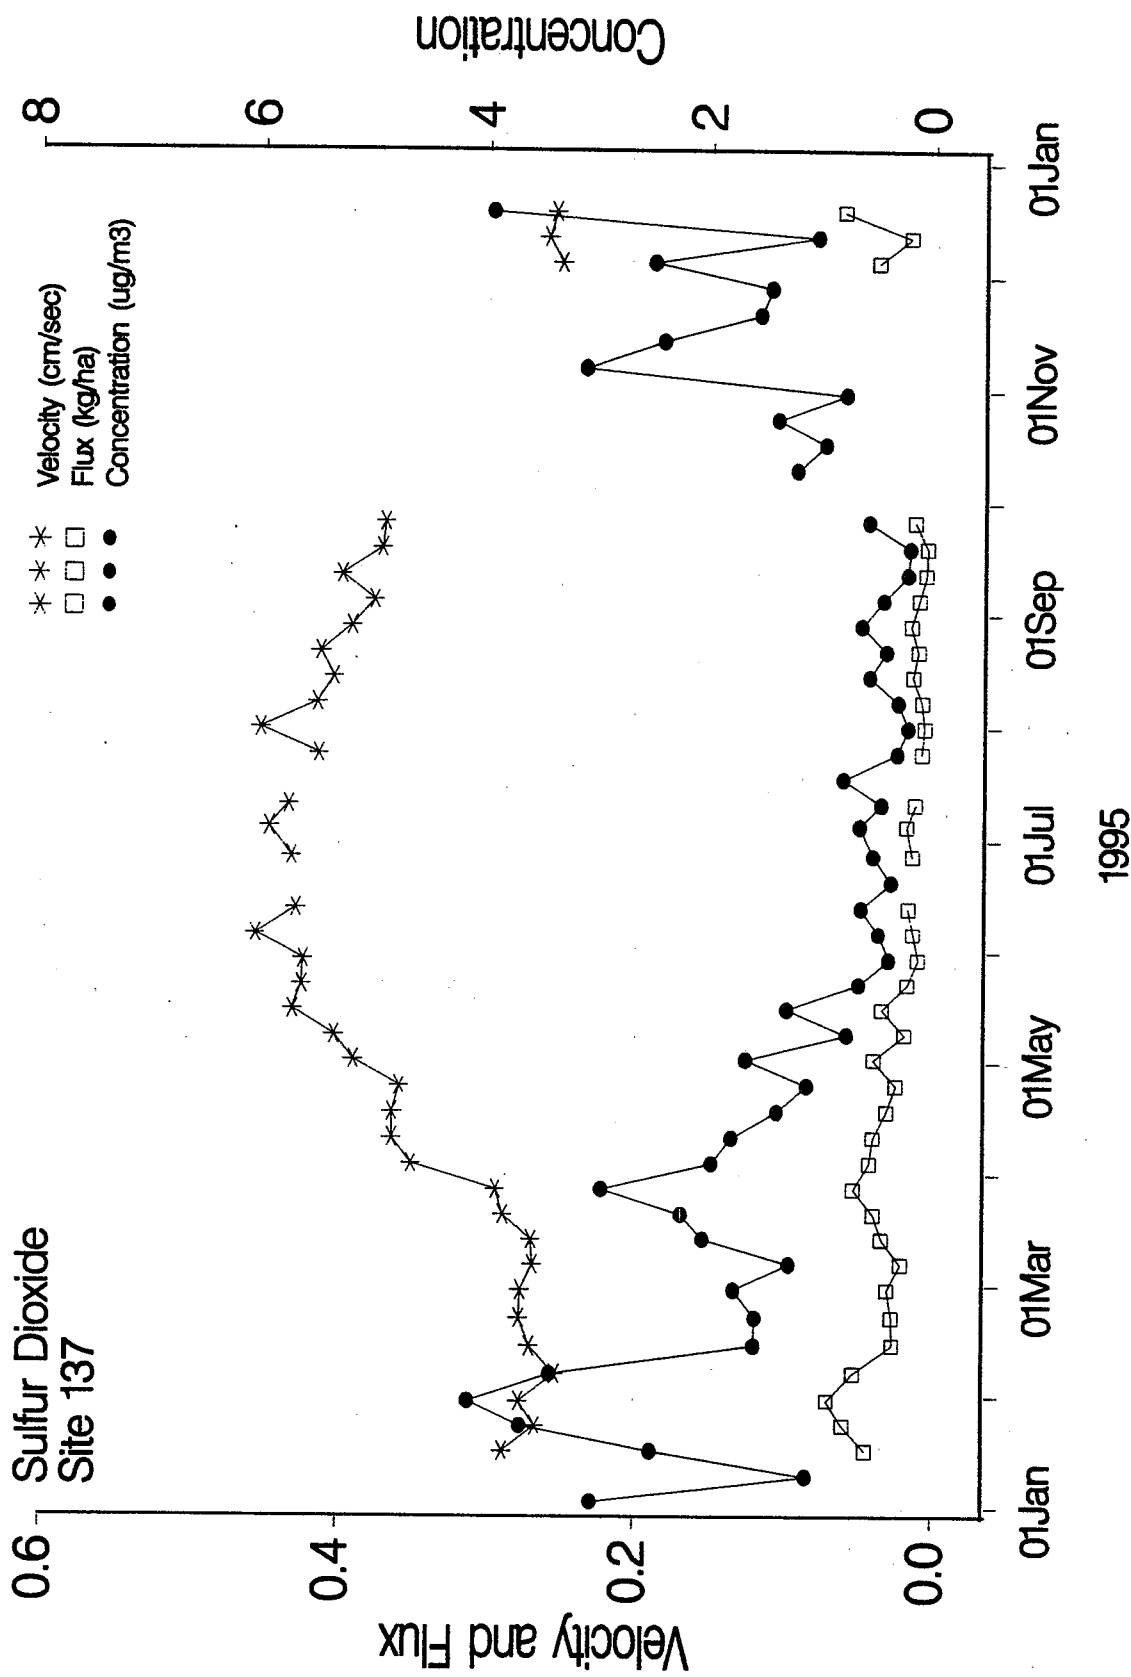 Sulfur Dioxide
Site 137
Velocity (cm/sec)
Flux (kg/ha)
Concentration (ug/m3)
Velocity and Flux
0.6
0.4
0.2
0.0
Concentration
8
6
4
2
0
01Jan
01Mar
01May
01Jul
01Sep
01Nov
01Jan
1995